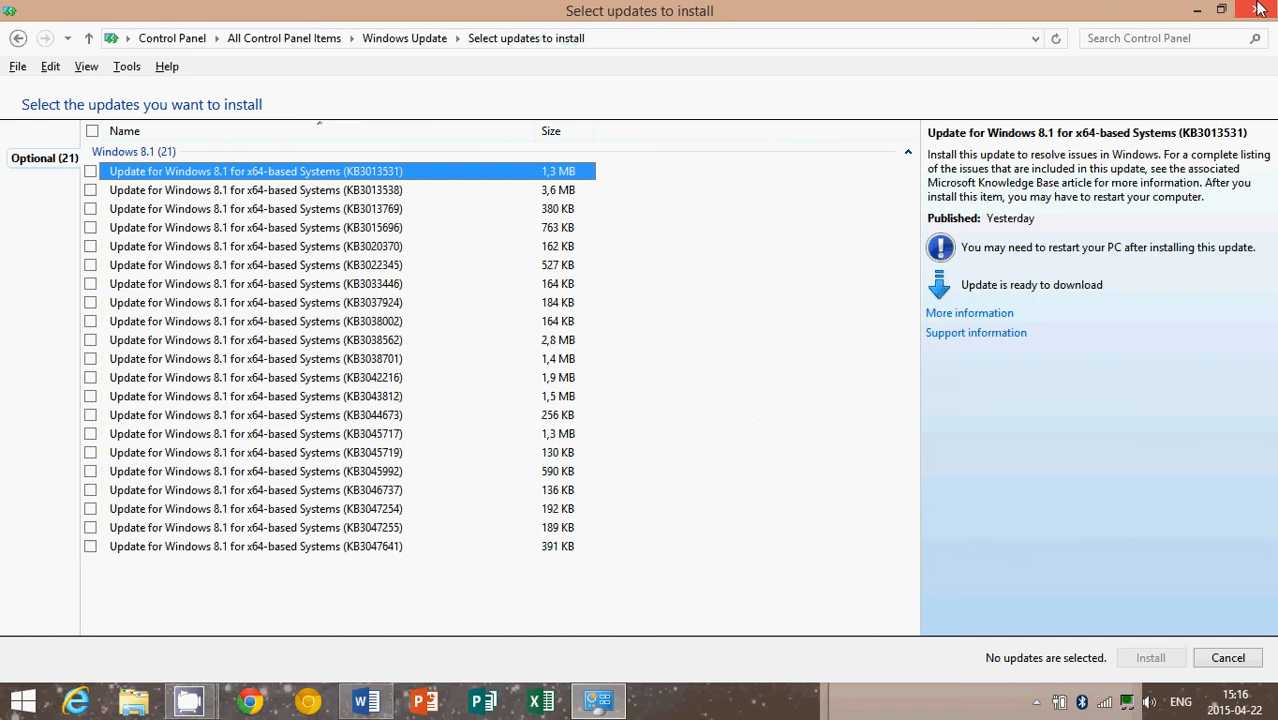 Select updates to install
Control Panel
All Control Panel Items
Windows Update
Select updates to install
Search Control Panel
File Edit View Tools Help
Select the updates you want to install
Name Size
Optional (21)
Windows 8.1 (21)
Update for Windows 8.1 for x64-based Systems (KB3013531) 1,3 MB
Update for Windows 8.1 for x64-based Systems (KB3013538) 3,6 MB
Update for Windows 8.1 for x64-based Systems (KB3013769) 380 KB
Update for Windows 8.1 for x64-based Systems (KB3015696) 763 KB
Update for Windows 8.1 for x64-based Systems (KB3020370) 162 KB
Update for Windows 8.1 for x64-based Systems (KB3022345) 527 KB
Update for Windows 8.1 for x64-based Systems (KB3033446) 164 KB
Update for Windows 8.1 for x64-based Systems (KB3037924) 184 KB
Update for Windows 8.1 for x64-based Systems (KB3038002) 164 KB
Update for Windows 8.1 for x64-based Systems (KB3038562) 2,8 MB
Update for Windows 8.1 for x64-based Systems (KB3038701) 1,4 MB
Update for Windows 8.1 for x64-based Systems (KB3042216) 1,9 MB
Update for Windows 8.1 for x64-based Systems (KB3043812) 1,5 MB
Update for Windows 8.1 for x64-based Systems (KB3044673) 256 KB
Update for Windows 8.1 for x64-based Systems (KB3045717) 1,3 MB
Update for Windows 8.1 for x64-based Systems (KB3045719) 130 KB
Update for Windows 8.1 for x64-based Systems (KB3045992) 590 KB
Update for Windows 8.1 for x64-based Systems (KB3046737) 136 KB
Update for Windows 8.1 for x64-based Systems (KB3047254) 192 KB
Update for Windows 8.1 for x64-based Systems (KB3047255) 189 KB
Update for Windows 8.1 for x64-based Systems (KB3047641) 391 KB
Update for Windows 8.1 for x64-based Systems (KB3013531)
Install this update to resolve issues in Windows. For a complete listing
of the issues that are included in this update, see the associated
Microsoft Knowledge Base article for more information. After you
install this item, you may have to restart your computer.
Published: Yesterday
You may need to restart your PC after installing this update.
Update is ready to download
More information
Support information
No updates are selected. Install Cancel
ENG
15:16
2015-04-22